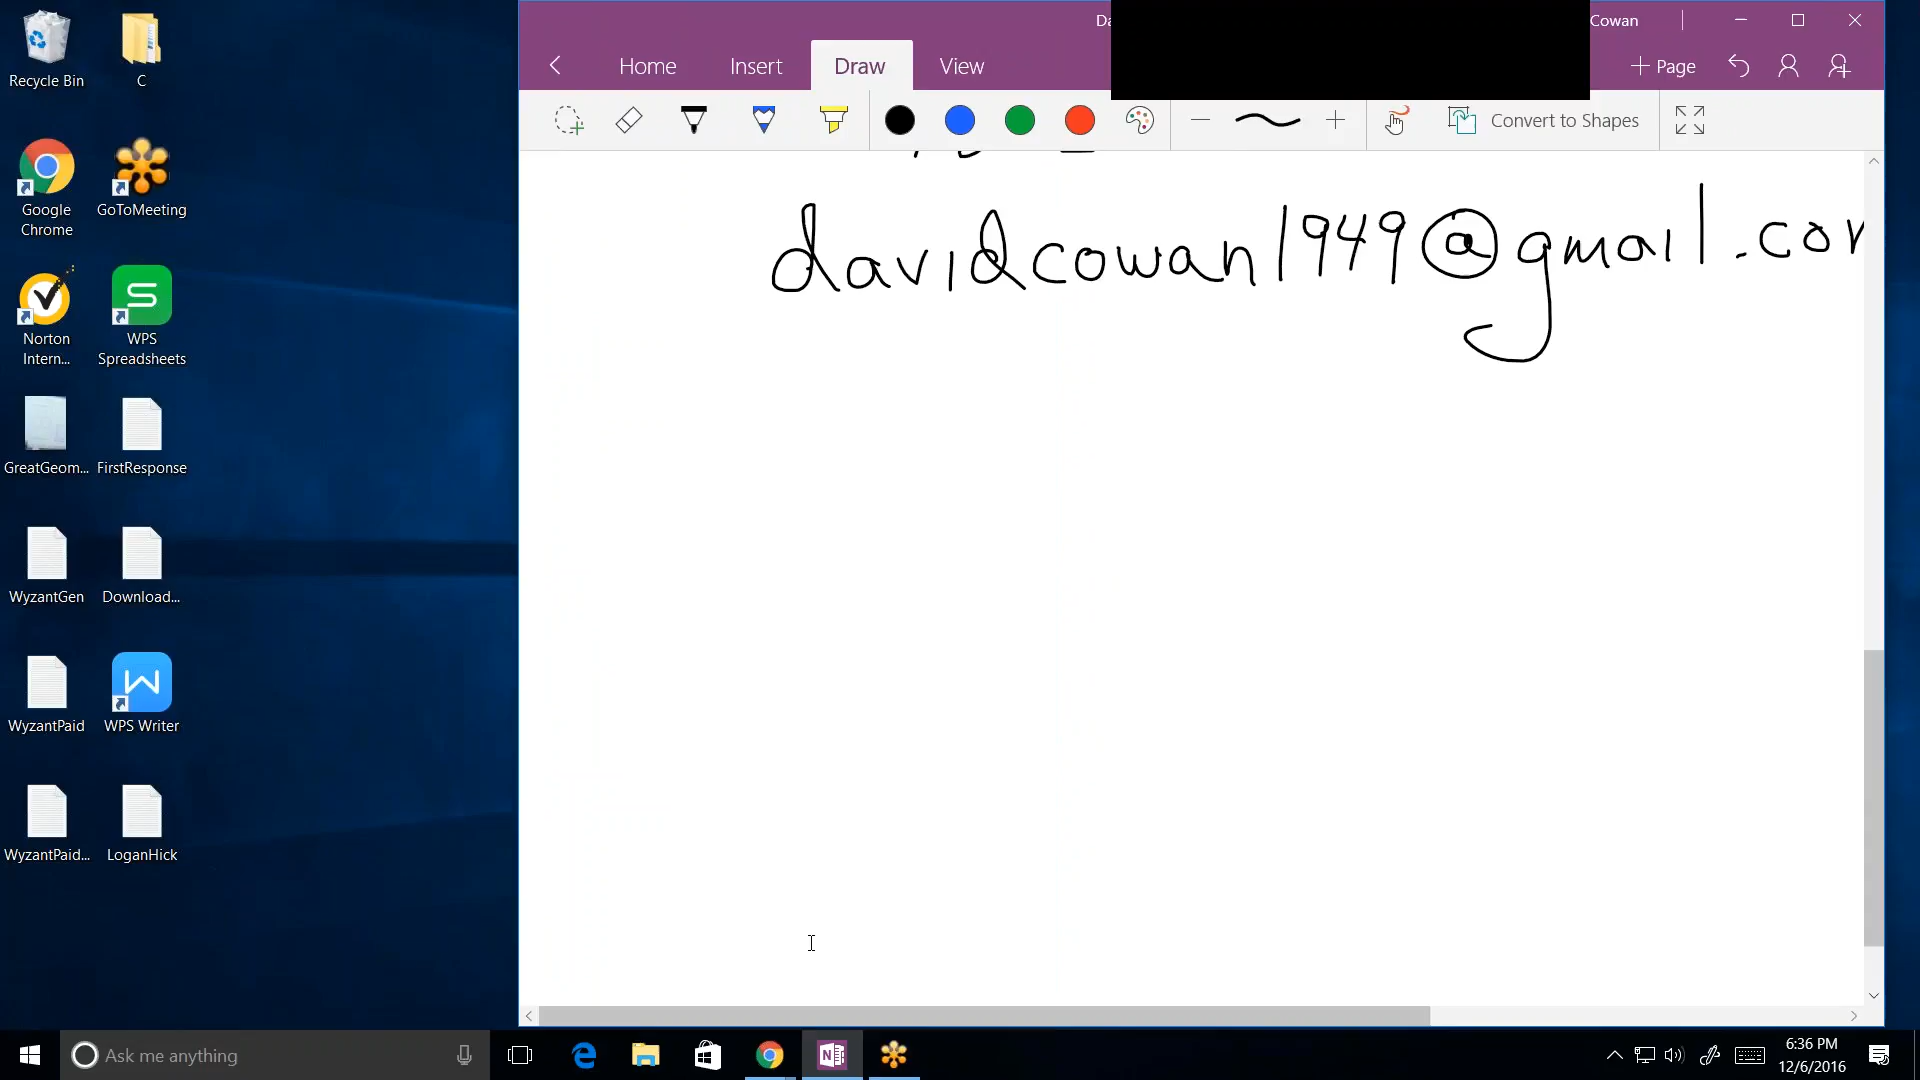 Recycle Bin
C
Google Chrome
GoToMeeting
Norton Intern...
WPS Spreadsheets
GreatGeom...
FirstResponse
WyzantGen
Download...
WyzantPaid
WPS Writer
WyzantPaid...
LoganHick
Da
Cowan
Home Insert Draw View
Page
Convert to Shapes
davidcowan1949@gmail.com
Ask me anything
6:36 PM
12/6/2016